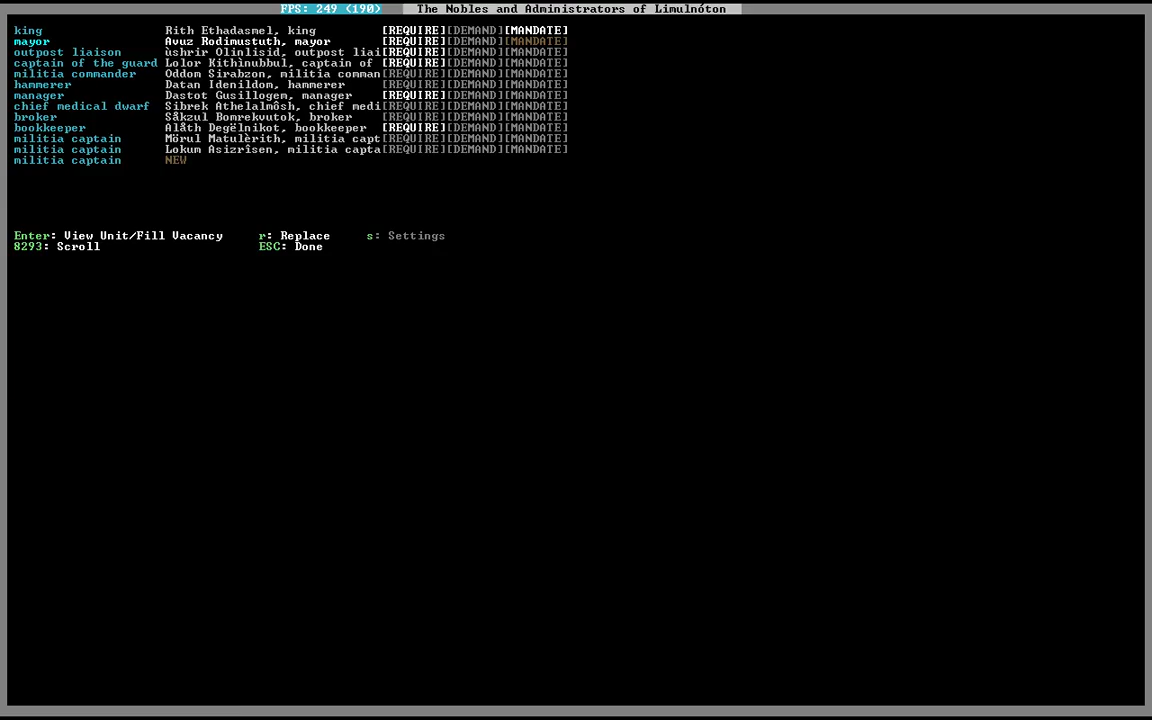 FPS: 249 (190) The Nobles and Administrators of Limulnóton
king Rith Ethadasmel, king [REQUIRE][DEMAND][MANDATE]
mayor Avuz Rodimustuth, mayor [REQUIRE][DEMAND][MANDATE]
outpost liaison ùshrir Olinlisid, outpost liai[REQUIRE][DEMAND][MANDATE]
captain of the guard Lolor Kithinubbul, captain of [REQUIRE][DEMAND][MANDATE]
militia commander Oddom Sirabzon, militia comman[REQUIRE][DEMAND][MANDATE]
hammerer Datan Idenildom, hammerer [REQUIRE][DEMAND][MANDATE]
manager Dastot Gusillogem, manager [REQUIRE][DEMAND][MANDATE]
chief medical dwarf Sibrek Athelalmôsh, chief medi[REQUIRE][DEMAND][MANDATE]
broker Såkzul Bomrekvutok, broker [REQUIRE][DEMAND][MANDATE]
bookkeeper Alåth Degëlnikot, bookkeeper [REQUIRE][DEMAND][MANDATE]
militia captain Mörul Matulèrith, militia capt[REQUIRE][DEMAND][MANDATE]
militia captain Lokum Asizrîsen, militia capta[REQUIRE][DEMAND][MANDATE]
militia captain NEW
Enter: View Unit/Fill Vacancy r: Replace s: Settings
8293: Scroll ESC: Done